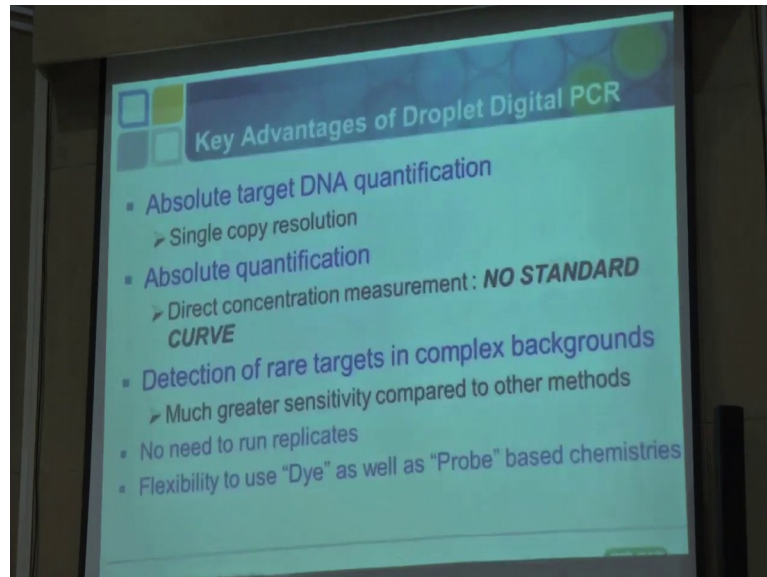 Key Advantages of Droplet Digital PCR
▪ Absolute target DNA quantification
➢ Single copy resolution
▪ Absolute quantification
➢ Direct concentration measurement : NO STANDARD
CURVE
▪ Detection of rare targets in complex backgrounds
➢ Much greater sensitivity compared to other methods
▪ No need to run replicates
▪ Flexibility to use “Dye” as well as “Probe” based chemistries